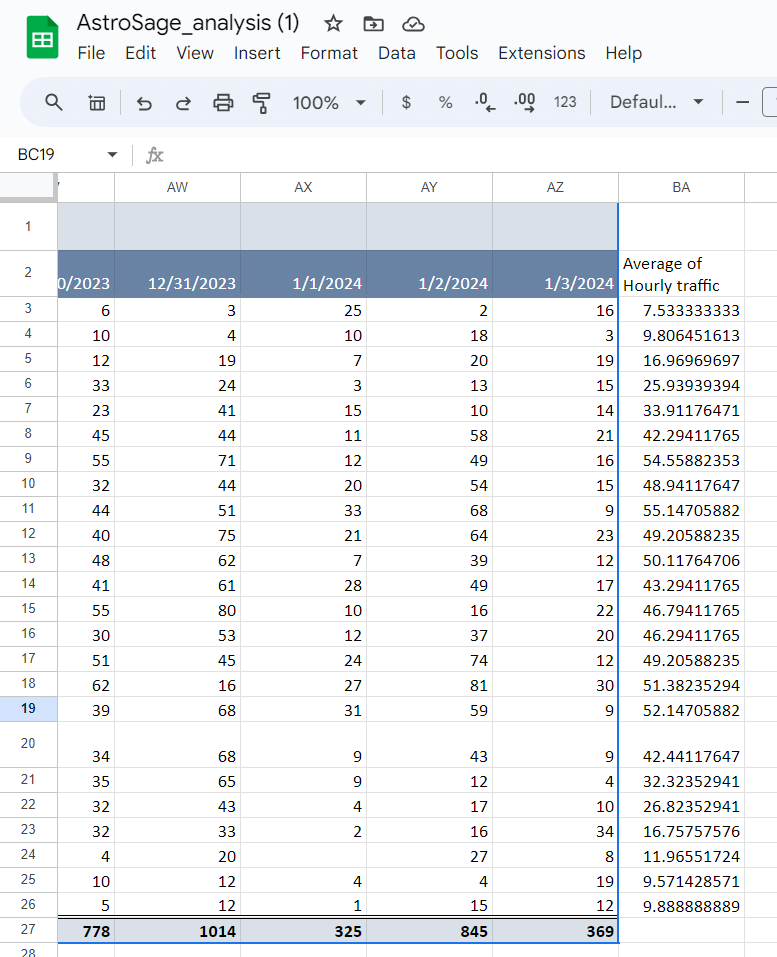 AstroSage_analysis (1)
File Edit View Insert Format Data Tools Extensions Help
100% $ % .0 .00 123 Defaul...
BC19 fx
AW AX AY AZ BA
1
2 0/2023 12/31/2023 1/1/2024 1/2/2024 1/3/2024 Average of
Hourly traffic
3 6 3 25 2 16 7.533333333
4 10 4 10 18 3 9.806451613
5 12 19 7 20 19 16.96969697
6 33 24 3 13 15 25.93939394
7 23 41 15 10 14 33.91176471
8 45 44 11 58 21 42.29411765
9 55 71 12 49 16 54.55882353
10 32 44 20 54 15 48.94117647
11 44 51 33 68 9 55.14705882
12 40 75 21 64 23 49.20588235
13 48 62 7 39 12 50.11764706
14 41 61 28 49 17 43.29411765
15 55 80 10 16 22 46.79411765
16 30 53 12 37 20 46.29411765
17 51 45 24 74 12 49.20588235
18 62 16 27 81 30 51.38235294
19 39 68 31 59 9 52.14705882
20 34 68 9 43 9 42.44117647
21 35 65 9 12 4 32.32352941
22 32 43 4 17 10 26.82352941
23 32 33 2 16 34 16.75757576
24 4 20 27 8 11.96551724
25 10 12 4 4 19 9.571428571
26 5 12 1 15 12 9.888888889
27 778 1014 325 845 369
28